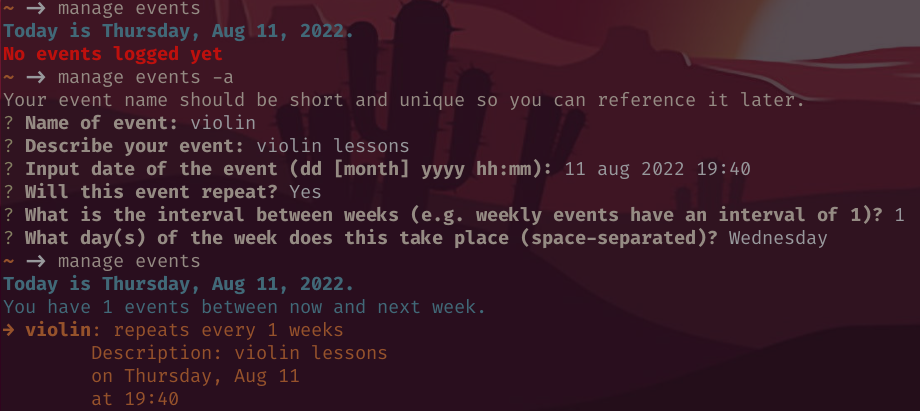 ~ → manage events
Today is Thursday, Aug 11, 2022.
No events logged yet
~ → manage events -a
Your event name should be short and unique so you can reference it later.
? Name of event: violin
? Describe your event: violin lessons
? Input date of the event (dd [month] yyyy hh:mm): 11 aug 2022 19:40
? Will this event repeat? Yes
? What is the interval between weeks (e.g. weekly events have an interval of 1)? 1
? What day(s) of the week does this take place (space-separated)? Wednesday
~ → manage events
Today is Thursday, Aug 11, 2022.
You have 1 events between now and next week.
→ violin: repeats every 1 weeks
Description: violin lessons
on Thursday, Aug 11
at 19:40